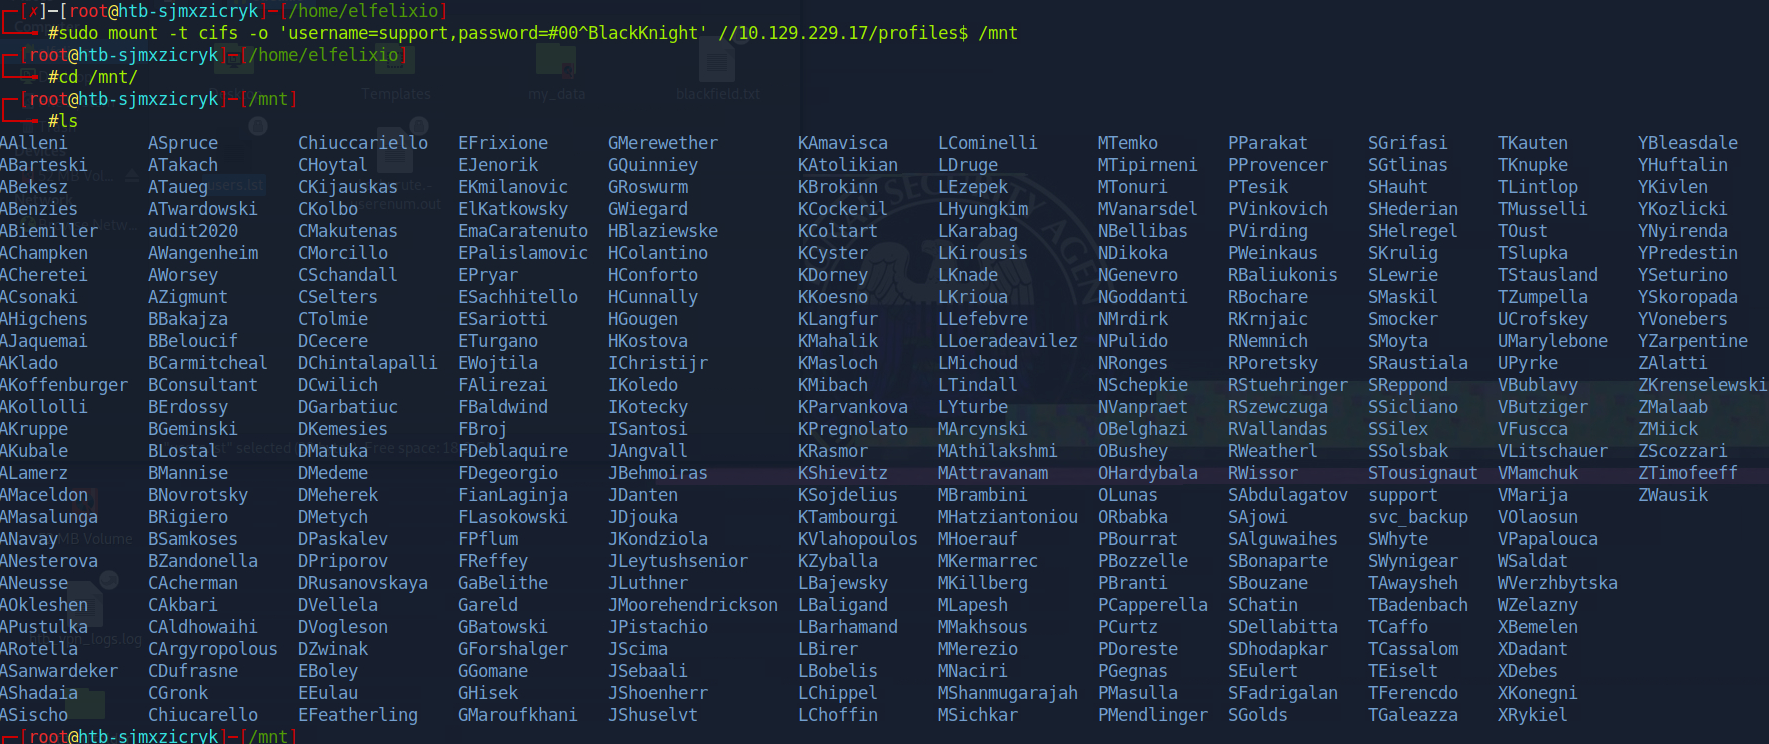 ┌─[✗]─[root@htb-sjmxzicryk]─[/home/elfelixio]
└──╼ #sudo mount -t cifs -o 'username=support,password=#00^BlackKnight' //10.129.229.17/profiles$ /mnt
┌─[root@htb-sjmxzicryk]─[/home/elfelixio]
└──╼ #cd /mnt/
Templates my_data blackfield.txt
┌─[root@htb-sjmxzicryk]─[/mnt]
└──╼ #ls
AAlleni ASpruce Chiuccariello EFrixione GMerewether KAmavisca LCominelli MTemko PParakat SGrifasi TKauten YBleasdale
ABarteski ATakach CHoytal EJenorik GQuinniey KAtolikian LDruge MTipirneni PProvencer SGtlinas TKnupke YHuftalin
ABekesz ATaueg CKijauskas EKmilanovic GRoswurm KBrokinn LEzepek MTonuri PTesik SHauht TLintlop YKivlen
ABenzies ATwardowski CKolbo ElKatkowsky GWiegard KCockeril LHyungkim MVanarsdel PVinkovich SHederian TMusselli YKozlicki
ABiemiller audit2020 CMakutenas EmaCaratenuto HBlaziewske KColtart LKarabag NBellibas PVirding SHelregel TOust YNyirenda
AChampken AWangenheim CMorcillo EPalislamovic HColantino KCyster LKirousis NDikoka PWeinkaus SKrulig TSlupka YPredestin
ACheretei AWorsey CSchandall EPryar HConforto KDorney LKnade NGenevro RBaliukonis SLewrie TStausland YSeturino
ACsonaki AZigmunt CSelters ESachhitello HCunnally KKoesno LKrioua NGoddanti RBochare SMaskil TZumpella YSkoropada
AHigchens BBakajza CTolmie ESariotti HGougen KLangfur LLefebvre NMrdirk RKrnjaic Smocker UCrofskey YVonebers
AJaquemai BBeloucif DCecere ETurgano HKostova KMahalik LLoeradeavilez NPulido RNemnich SMoyta UMarylebone YZarpentine
AKlado BCarmitcheal DChintalapalli EWojtila IChristijr KMasloch LMichoud NRonges RPoretsky SRaustiala UPyrke ZAlatti
AKoffenburger BConsultant DCwilich FAlirezai IKoledo KMibach LTindall NSchepkie RStuehringer SReppond VBublavy ZKrenselewski
AKollolli BErdossy DGarbatiuc FBaldwind IKotecky KParvankova LYturbe NVanpraet RSzewczuga SSicliano VButziger ZMalaab
AKruppe BGeminski DKemesies FBroj ISantosi KPregnolato MArcynski OBelghazi RVallandas SSilex VFuscca ZMiick
AKubale BLostal DMatuka FDeblaquire JAngvall KRasmor MAthilakshmi OBushey RWeatherl SSolsbak VLitschauer ZScozzari
ALamerz BMannise DMedeme FDegeorgio JBehmoiras KShievitz MAttravanam OHardybala RWissor STousignaut VMamchuk ZTimofeeff
AMaceldon BNovrotsky DMeherek FianLaginja JDanten KSojdelius MBrambini OLunas SAbdulagatov support VMarija ZWausik
AMasalunga BRigiero DMetych FLasokowski JDjouka KTambourgi MHatziantoniou ORbabka SAjowi svc_backup VOlaosun
ANavay BSamkoses DPaskalev FPflum JKondziola KVlahopoulos MHoerauf PBourrat SAlguwaihes SWhyte VPapalouca
ANesterova BZandonella DPriporov FReffey JLeytushsenior KZyballa MKermarrec PBozzelle SBonaparte SWynigear WSaldat
ANeusse CAcherman DRusanovskaya GaBelithe JLuthner LBajewsky MKillberg PBranti SBouzane TAwaysheh WVerzhbytska
AOkleshen CAkbari DVellela Gareld JMoorehendrickson LBaligand MLapesh PCapperella SChatin TBadenbach WZelazny
APustulka CAldhowaihi DVogleson GBatowski JPistachio LBarhamand MMakhsous PCurtz SDellabitta TCaffo XBemelen
ARotella CArgyropolous DZwinak GForshalger JScima LBirer MMerezio PDoreste SDhodapkar TCassalom XDadant
ASanwardeker CDufrasne EBoley GGomane JSebaali LBobelis MNaciri PGegnas SEulert TEiselt XDebes
AShadaia CGronk EEulau GHisek JShoenherr LChippel MShanmugarajah PMasulla SFadrigalan TFerencdo XKonegni
ASischo Chiucarello EFeatherling GMaroufkhani JShuselvt LChoffin MSichkar PMendlinger SGolds TGaleazza XRykiel
┌─[root@htb-sjmxzicryk]─[/mnt]